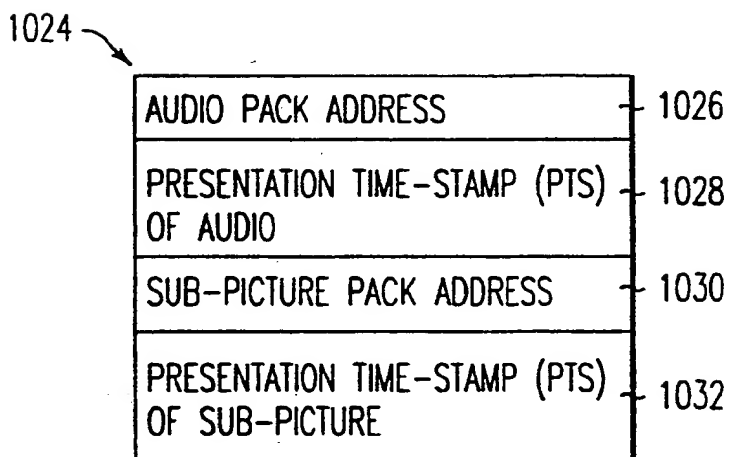 1024
AUDIO PACK ADDRESS 1026
PRESENTATION TIME-STAMP (PTS) 1028
OF AUDIO
SUB-PICTURE PACK ADDRESS 1030
PRESENTATION TIME-STAMP (PTS) 1032
OF SUB-PICTURE